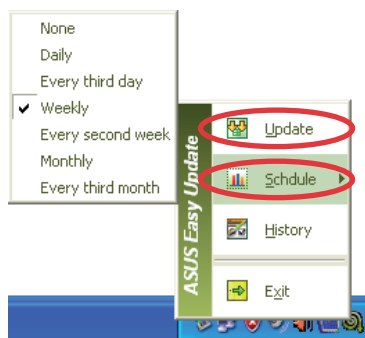 None
Daily
Every third day
Weekly
Every second week
Monthly
Every third month
ASUS Easy Update
Update
Schdule
History
Exit